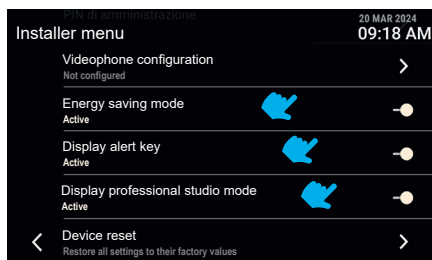 PIN di amministrazione
20 MAR 2024
Installer menu
09:18 AM
Videophone configuration
Not configured
Energy saving mode
Active
Display alert key
Active
Display professional studio mode
Active
Device reset
Restore all settings to their factory values